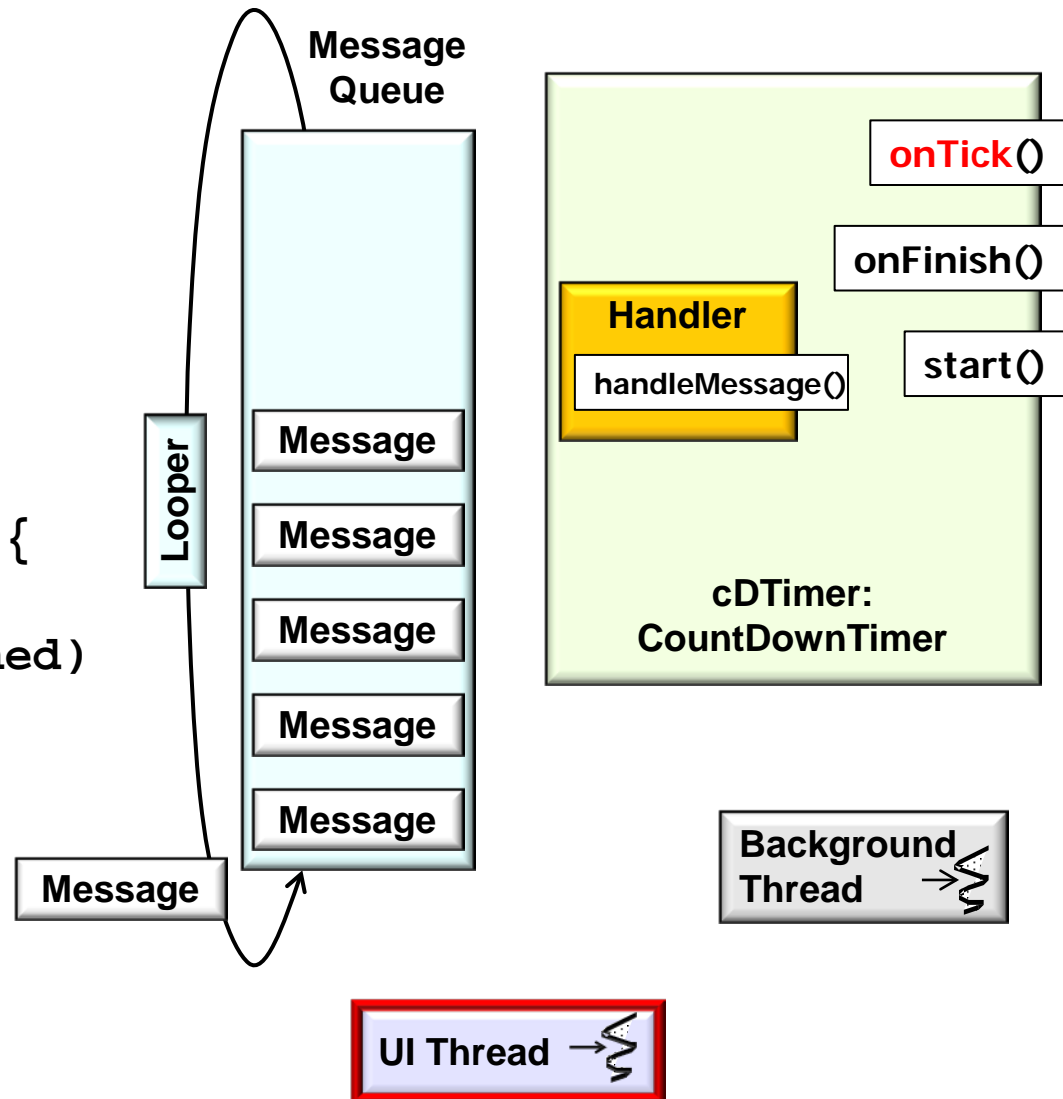 Message
Queue
onTick()
onFinish()
Handler
start()
handleMessage()
Message
Looper
Message
{
cDTimer:
CountDownTimer
Message
ed)
Message
Message
Background
Thread
Message
UI Thread